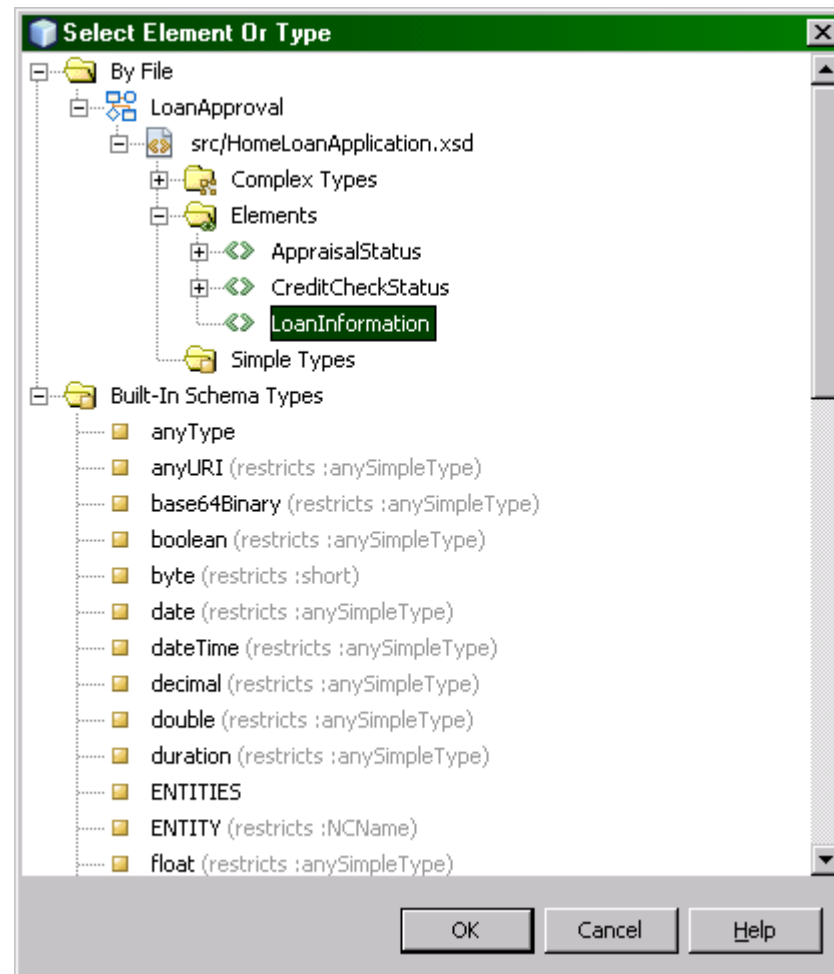 Select Element Or Type
By File
LoanApproval
src/HomeLoanApplication.xsd
Complex Types
Elements
AppraisalStatus
CreditCheckStatus
LoanInformation
Simple Types
Built-In Schema Types
anyType
anyURI (restricts :anySimpleType)
base64Binary (restricts :anySimpleType)
boolean (restricts :anySimpleType)
byte (restricts :short)
date (restricts :anySimpleType)
dateTime (restricts :anySimpleType)
decimal (restricts :anySimpleType)
double (restricts :anySimpleType)
duration (restricts :anySimpleType)
ENTITIES
ENTITY (restricts :NCName)
float (restricts :anySimpleType)
OK Cancel Help